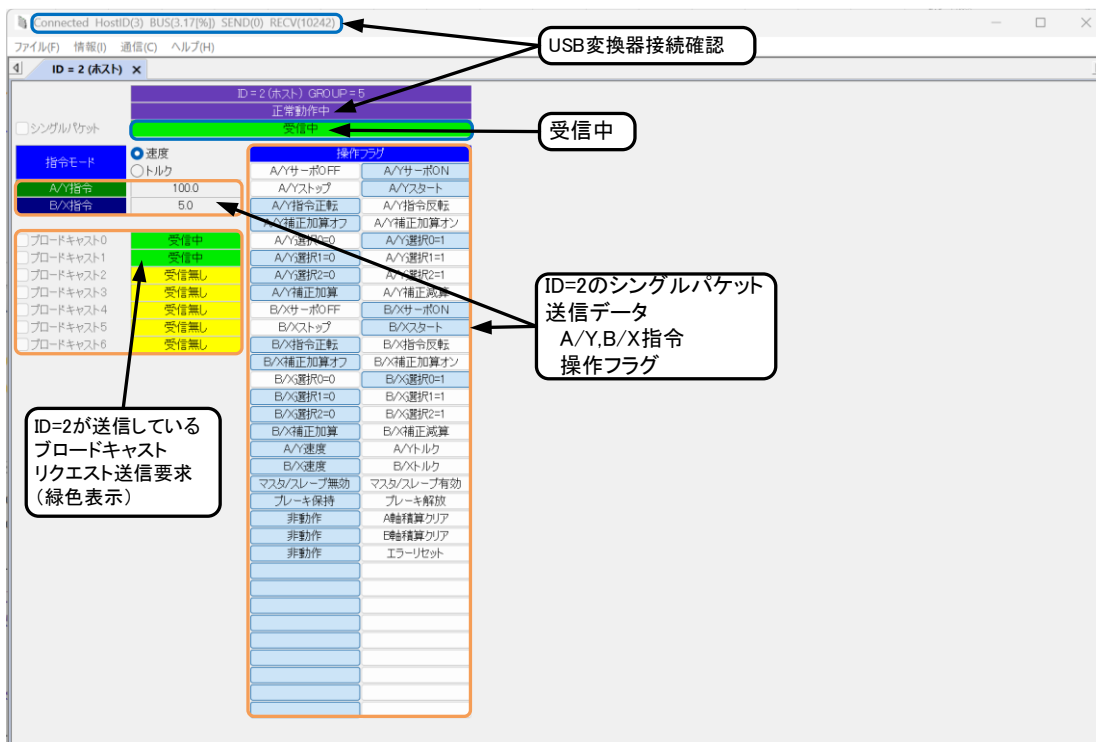 Connected HostID(3) BUS(3.17[%]) SEND(0) RECV(10242)
ファイル(F) 情報(I) 通信(C) ヘルプ(H)
ID = 2 (ホスト) ×
ID=2(ホスト) GROUP=5
正常動作中
シングルパケット 受信中
指令モード 速度
トルク
A/Y指令 100.0
B/X指令 5.0
ブロードキャスト0 受信中
ブロードキャスト1 受信中
ブロードキャスト2 受信無し
ブロードキャスト3 受信無し
ブロードキャスト4 受信無し
ブロードキャスト5 受信無し
ブロードキャスト6 受信無し
操作フラグ
A/YサーボOFF A/YサーボON
A/Yストップ A/Yスタート
A/Y指令正転 A/Y指令反転
A/Y補正加算オフ A/Y補正加算オン
A/Y選択0=0 A/Y選択0=1
A/Y選択1=0 A/Y選択1=1
A/Y選択2=0 A/Y選択2=1
A/Y補正加算 A/Y補正減算
B/XサーボOFF B/XサーボON
B/Xストップ B/Xスタート
B/X指令正転 B/X指令反転
B/X補正加算オフ B/X補正加算オン
B/X選択0=0 B/X選択0=1
B/X選択1=0 B/X選択1=1
B/X選択2=0 B/X選択2=1
B/X補正加算 B/X補正減算
A/Y速度 A/Yトルク
B/X速度 B/Xトルク
マスタ/スレーブ無効 マスタ/スレーブ有効
ブレーキ保持 ブレーキ解放
非動作 A軸積算クリア
非動作 B軸積算クリア
非動作 エラーリセット
USB変換器接続確認
受信中
ID=2のシングルパケット
送信データ
A/Y,B/X指令
操作フラグ
ID=2が送信している
ブロードキャスト
リクエスト送信要求
(緑色表示)